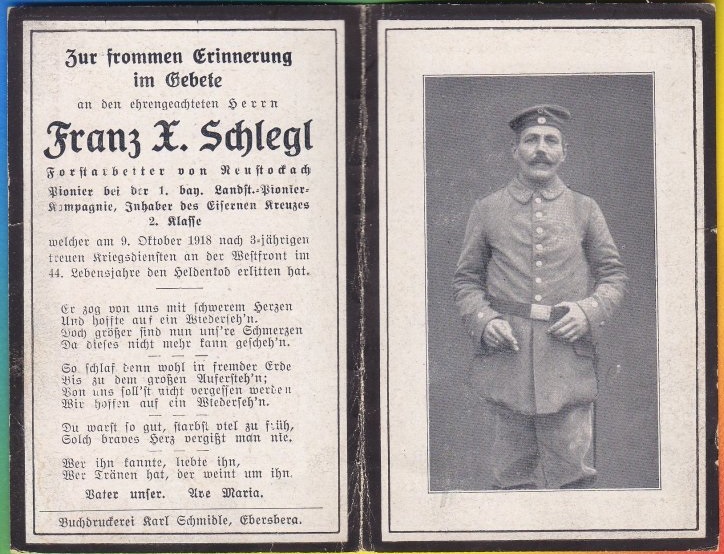 Zur frommen Erinnerung
im Gebete
an den ehrengeachteten Herrn
Franz X. Schlegl
Forstarbeiter von Neustockach
Pionier bei der 1. bay. Landst.-Pionier-
Kompagnie, Inhaber des Eisernen Kreuzes
2. Klasse
welcher am 9. Oktober 1918 nach 3-jährigen
treuen Kriegsdiensten an der Westfront im
44. Lebensjahre den Heldentod erlitten hat.
Er zog von uns mit schwerem Herzen
Und hoffte auf ein Wiederseh'n.
Doch größer sind nun uns're Schmerzen
Da dieses nicht mehr kann gescheh'n.
So schlaf denn wohl in fremder Erde
Bis zu dem großen Aufersteh'n;
Von uns soll'st nicht vergessen werden
Wir hoffen auf ein Wiederseh'n.
Du warst so gut, starbst viel zu früh,
Solch braves Herz vergißt man nie.
Wer ihn kannte, liebte ihn,
Wer Tränen hat, der weint um ihn.
Vater unser. Ave Maria.
Buchdruckerei Karl Schmidle, Ebersberg.